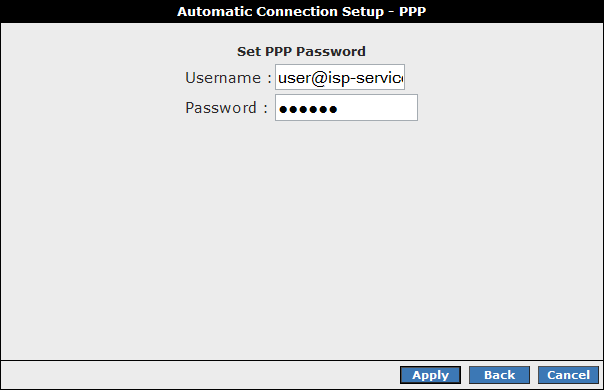 Automatic Connection Setup - PPP
Set PPP Password
Username : user@isp-servic
Password : ●●●●●●
Apply Back Cancel